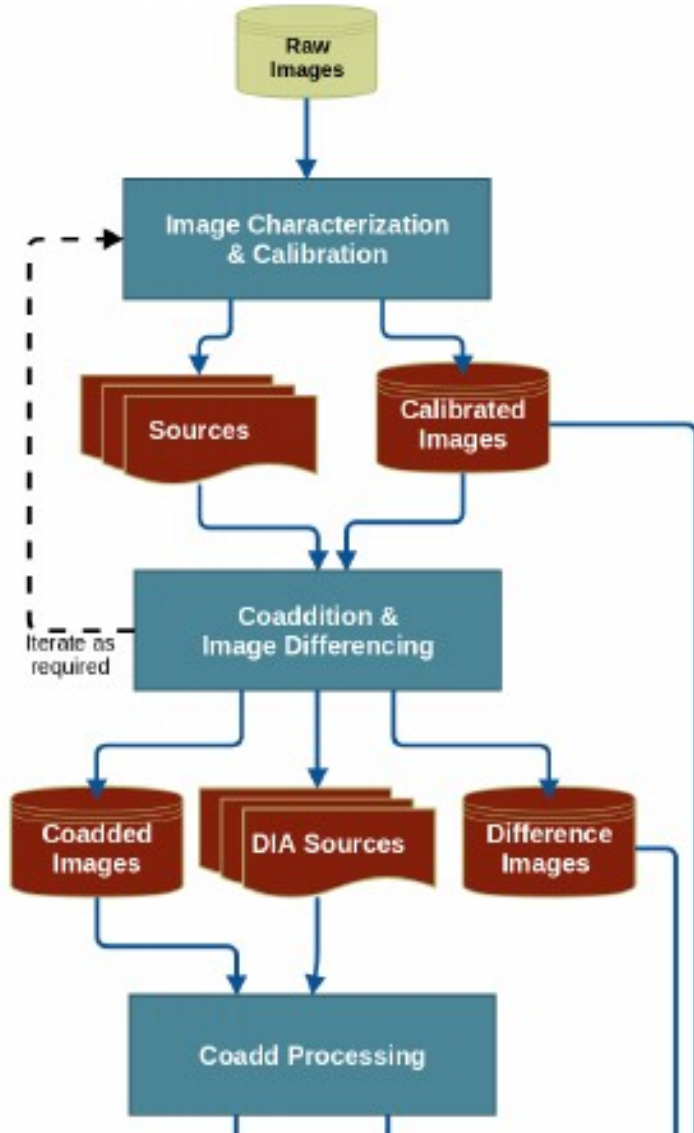 Raw
Images
Image Characterization
& Calibration
Sources
Calibrated
Images
Coaddition &
Image Differencing
Iterate as
required
Coadded
Images
DIA Sources
Difference
Images
Coadd Processing